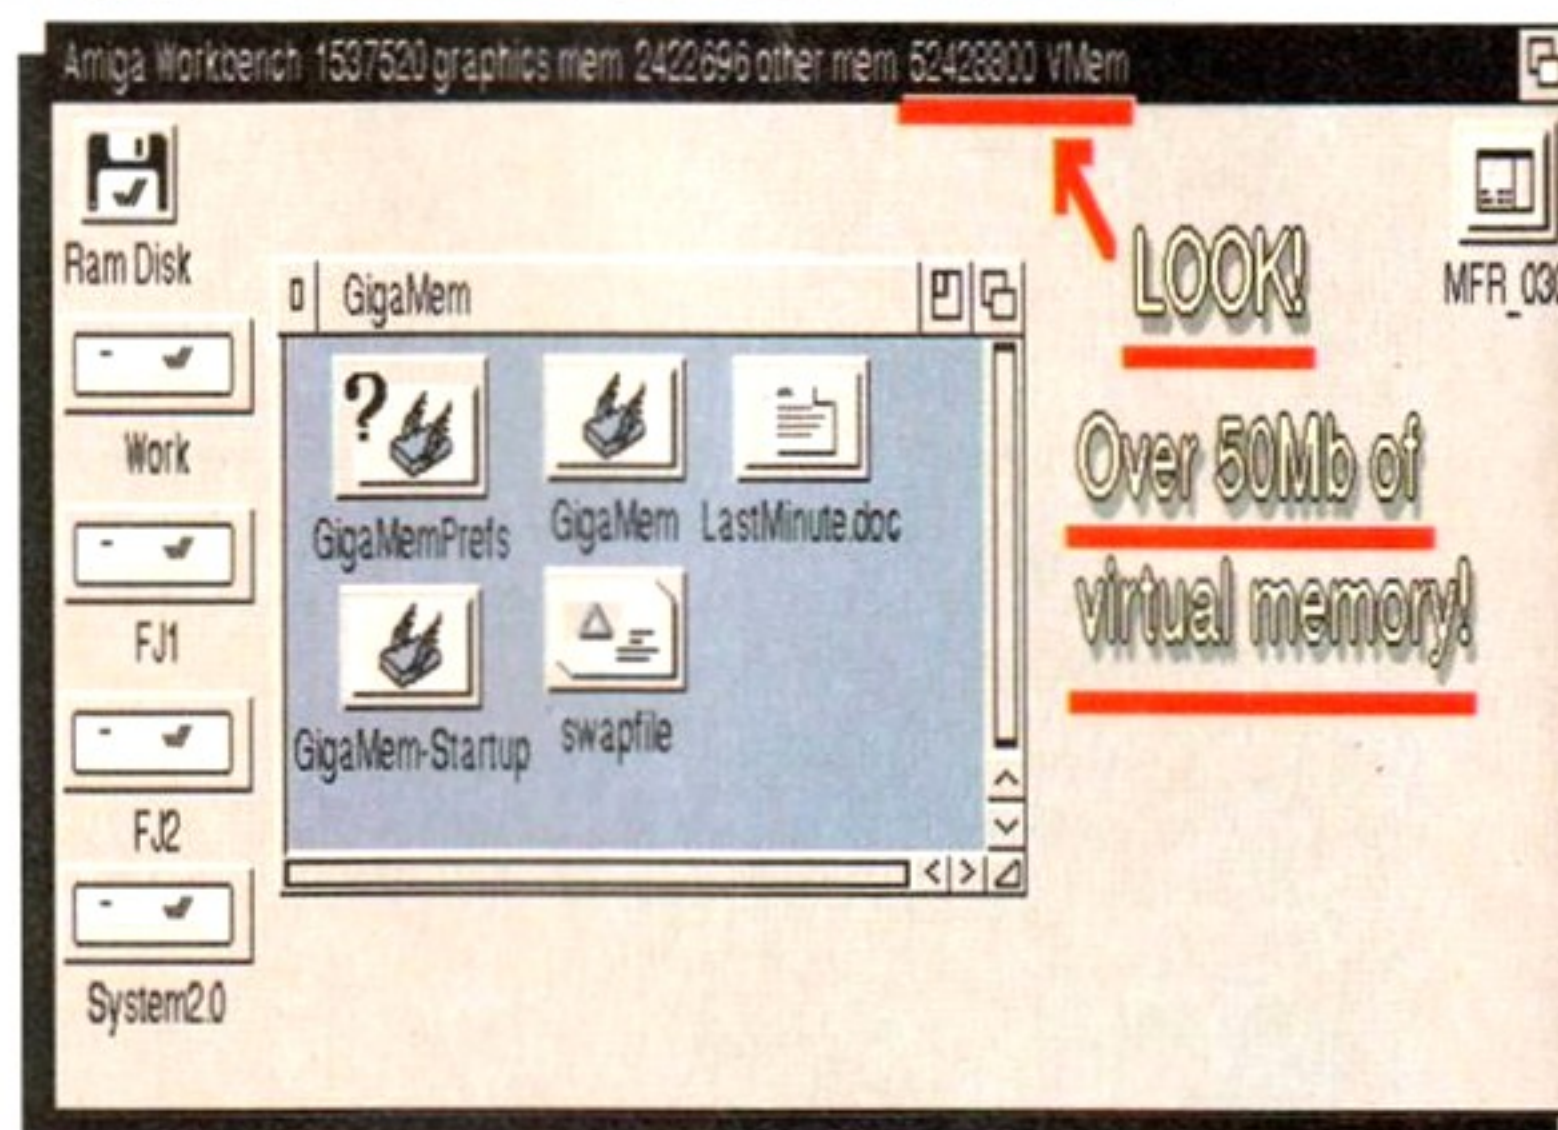 Amiga Workbench 1537520 graphics mem 2422696 other mem 52428800 VMem
Ram Disk
Work
FJ1
FJ2
System2.0
GigaMem
?
GigaMemPrefs
GigaMem
LastMinute.doc
GigaMem-Startup
swapfile
LOOK!
Over 50Mb of
virtual memory!
MFR_030